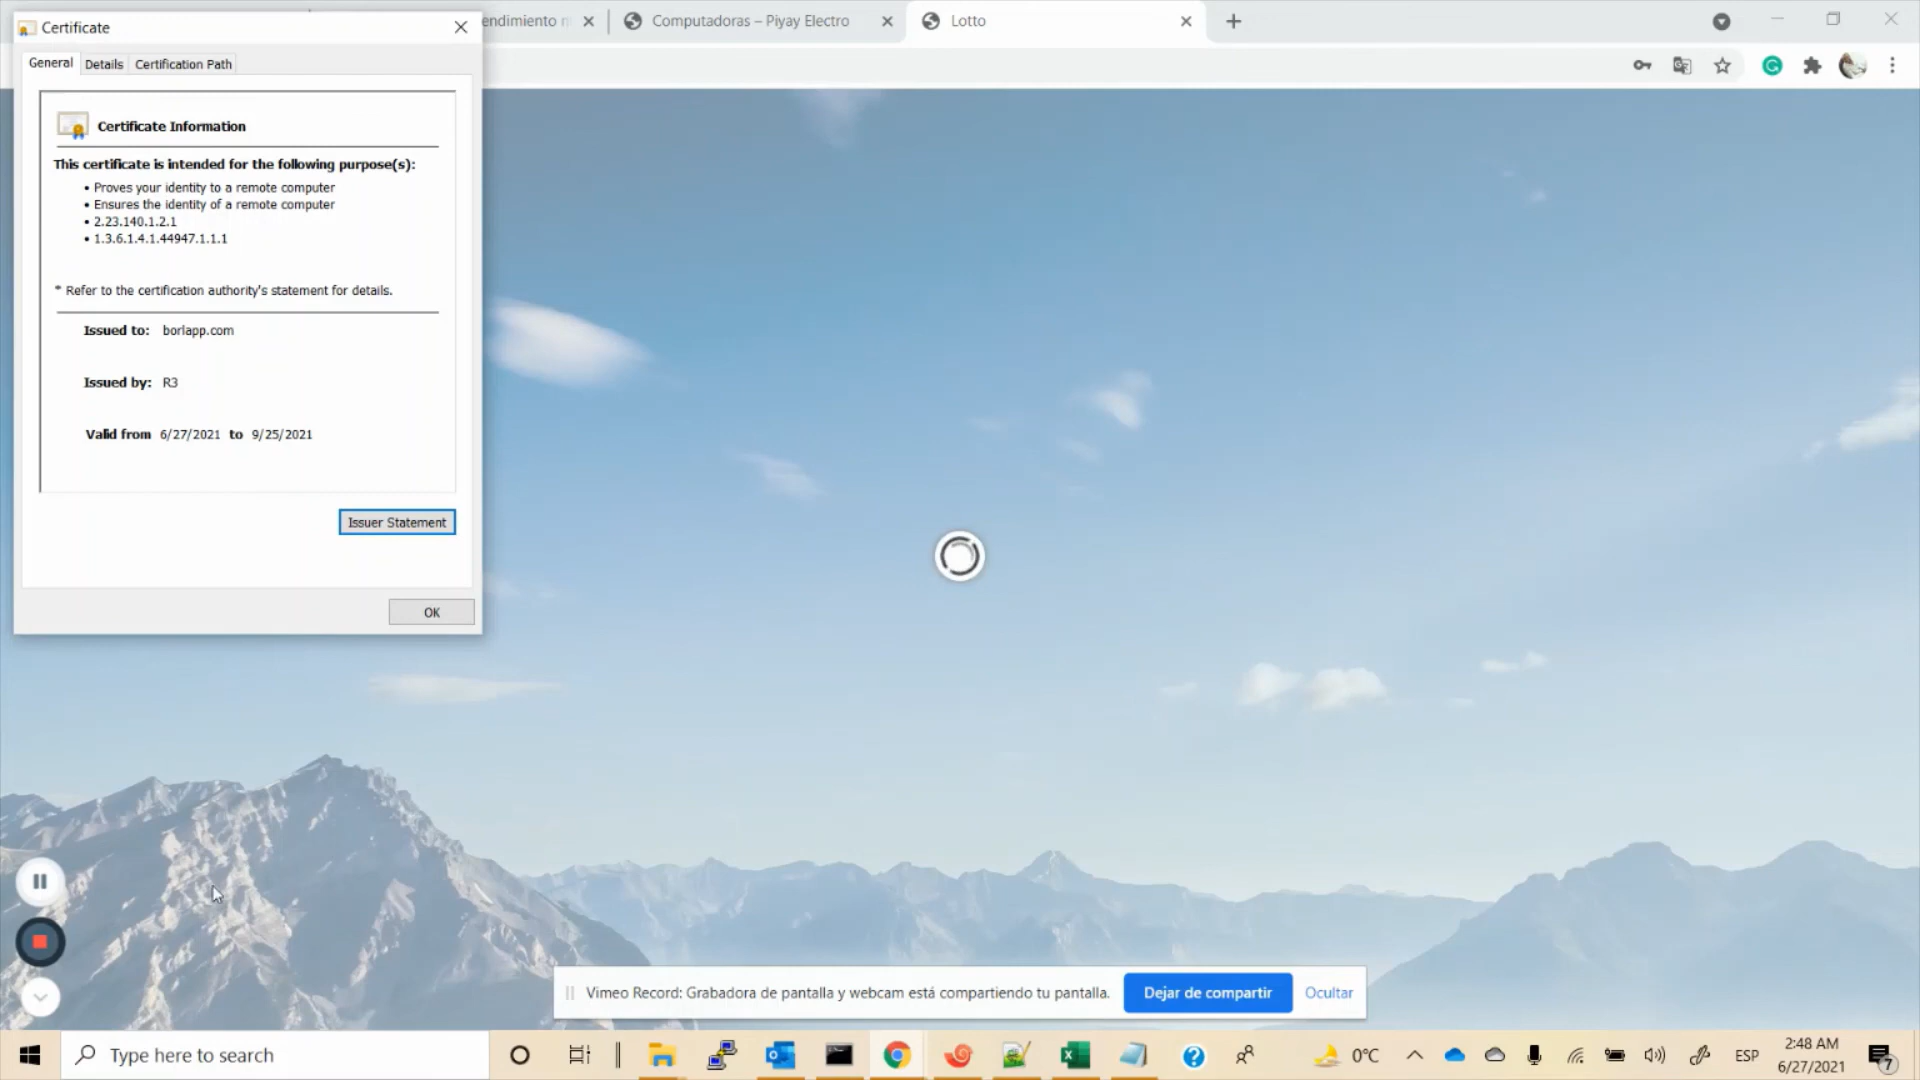 Certificate
endimiento n
Computadoras – Piyay Electro
Lotto
General
Details
Certification Path
Certificate Information
This certificate is intended for the following purpose(s):
• Proves your identity to a remote computer
• Ensures the identity of a remote computer
• 2.23.140.1.2.1
• 1.3.6.1.4.1.44947.1.1.1
* Refer to the certification authority's statement for details.
Issued to: borlapp.com
Issued by: R3
Valid from 6/27/2021 to 9/25/2021
Issuer Statement
OK
Vimeo Record: Grabadora de pantalla y webcam está compartiendo tu pantalla.
Dejar de compartir
Ocultar
Type here to search
0°C
ESP
2:48 AM
6/27/2021
7